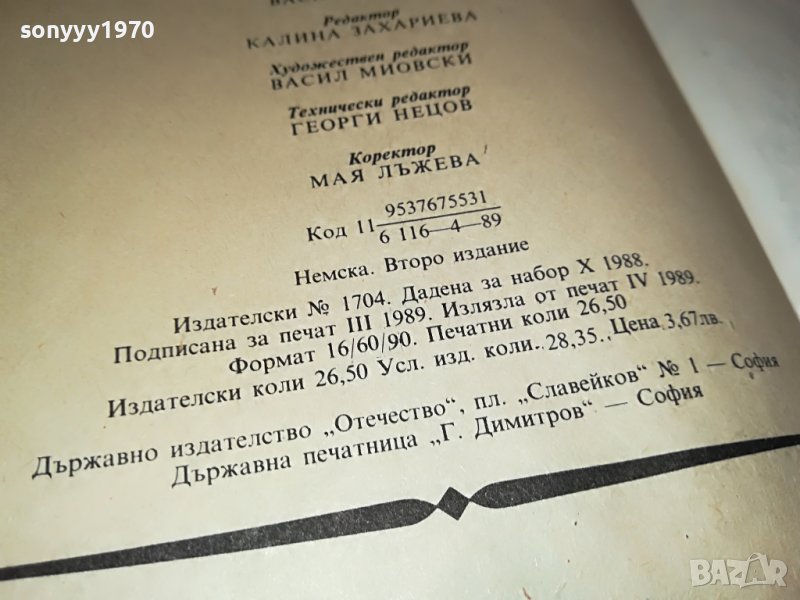 sonyyy1970
Редактор
КАЛИНА ЗАХАРИЕВА
Художествен редактор
ВАСИЛ МИОВСКИ
Технически редактор
ГЕОРГИ НЕЦОВ
Коректор
МАЯ ЛЪЖЕВА
Код 11 9537675531
6 116—4—89
Немска. Второ издание
Издателски № 1704. Дадена за набор X 1988.
Подписана за печат III 1989. Излязла от печат IV 1989.
Формат 16/60/90. Печатни коли 26,50
Издателски коли 26,50 Усл. изд. коли. 28,35. Цена 3,67лв.
Държавно издателство „Отечество“, пл. „Славейков“ № 1 — София
Държавна печатница „Г. Димитров“ — София
BAZAR